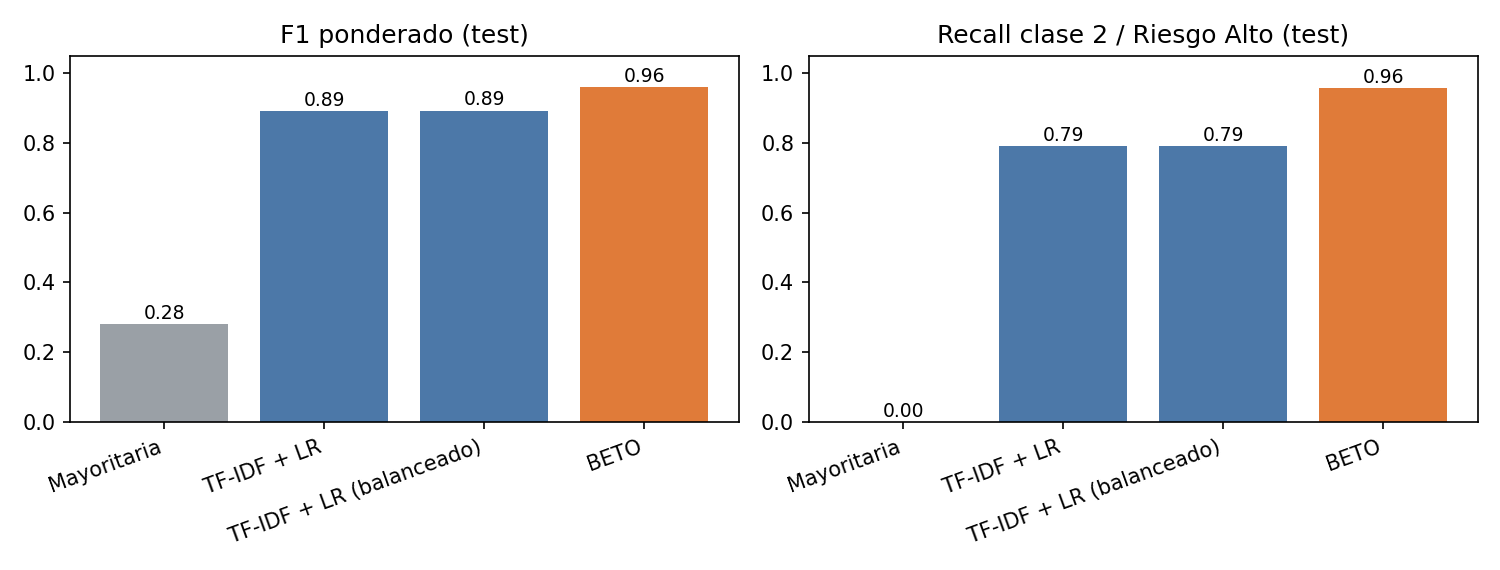 F1 ponderado (test)
1.0
0.8
0.6
0.4
0.2
0.0
0.28
0.89
0.89
0.96
Mayoritaria
TF-IDF + LR
TF-IDF + LR (balanceado)
BETO
Recall clase 2 / Riesgo Alto (test)
1.0
0.8
0.6
0.4
0.2
0.0
0.00
0.79
0.79
0.96
Mayoritaria
TF-IDF + LR
TF-IDF + LR (balanceado)
BETO